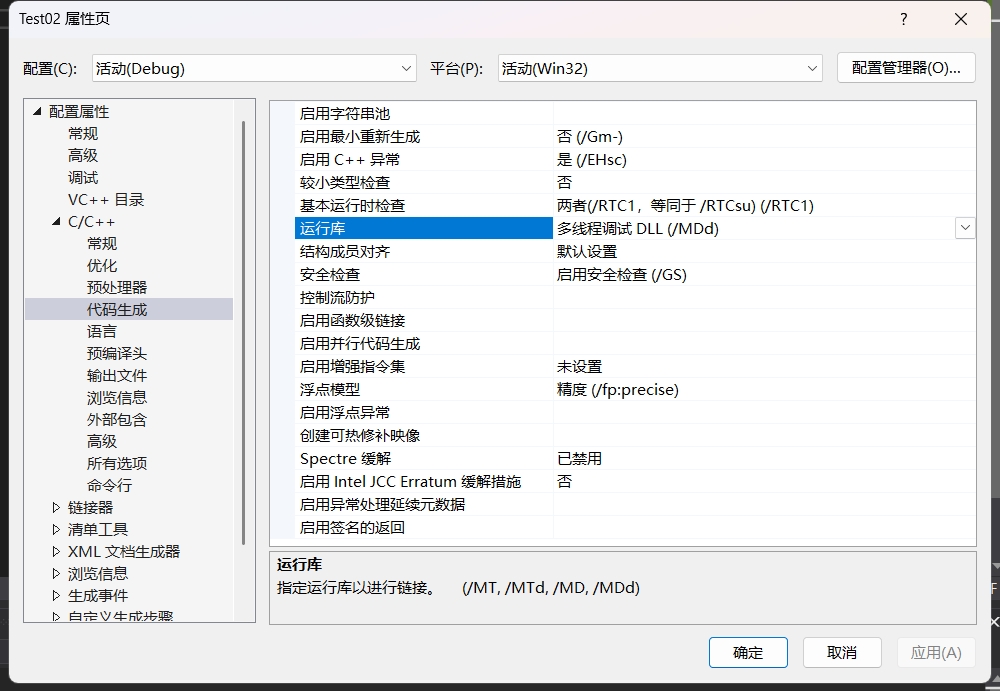 Test02 属性页
?
配置(C):
活动(Debug)
平台(P):
活动(Win32)
配置管理器(O)...
配置属性
常规
高级
调试
VC++ 目录
C/C++
常规
优化
预处理器
代码生成
语言
预编译头
输出文件
浏览信息
外部包含
高级
所有选项
命令行
链接器
清单工具
XML 文档生成器
浏览信息
生成事件
自定义生成步骤
启用字符串池
启用最小重新生成 否 (/Gm-)
启用 C++ 异常 是 (/EHsc)
较小类型检查 否
基本运行时检查 两者(/RTC1，等同于 /RTCsu) (/RTC1)
运行库 多线程调试 DLL (/MDd)
结构成员对齐 默认设置
安全检查 启用安全检查 (/GS)
控制流防护
启用函数级链接
启用并行代码生成
启用增强指令集 未设置
浮点模型 精度 (/fp:precise)
启用浮点异常
创建可热修补映像
Spectre 缓解 已禁用
启用 Intel JCC Erratum 缓解措施 否
启用异常处理延续元数据
启用签名的返回
运行库
指定运行库以进行链接。 (/MT, /MTd, /MD, /MDd)
确定
取消
应用(A)